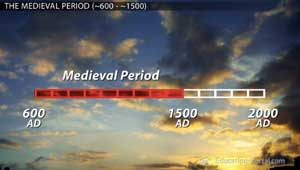 THE MEDIEVAL PERIOD (~600 - ~1500)
Medieval Period
600 1500 2000
AD AD AD